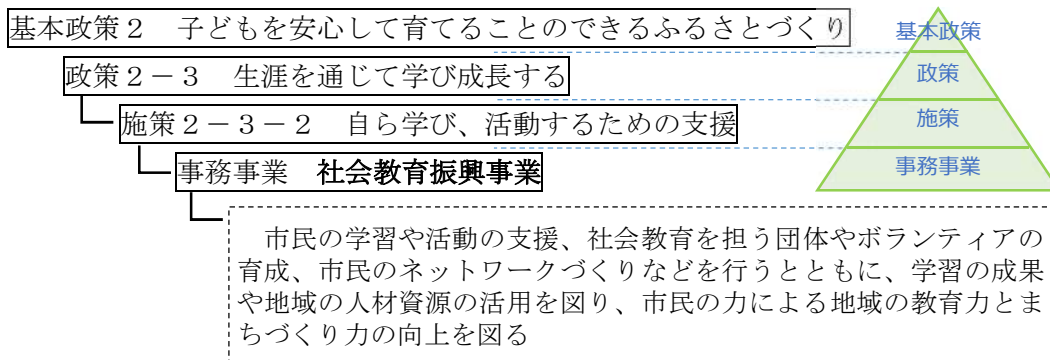 基本政策２　子どもを安心して育てることのできるふるさとづくり
政策２－３　生涯を通じて学び成長する
施策２－３－２　自ら学び、活動するための支援
事務事業　社会教育振興事業
市民の学習や活動の支援、社会教育を担う団体やボランティアの
育成、市民のネットワークづくりなどを行うとともに、学習の成果
や地域の人材資源の活用を図り、市民の力による地域の教育力とま
ちづくり力の向上を図る
基本政策
政策
施策
事務事業